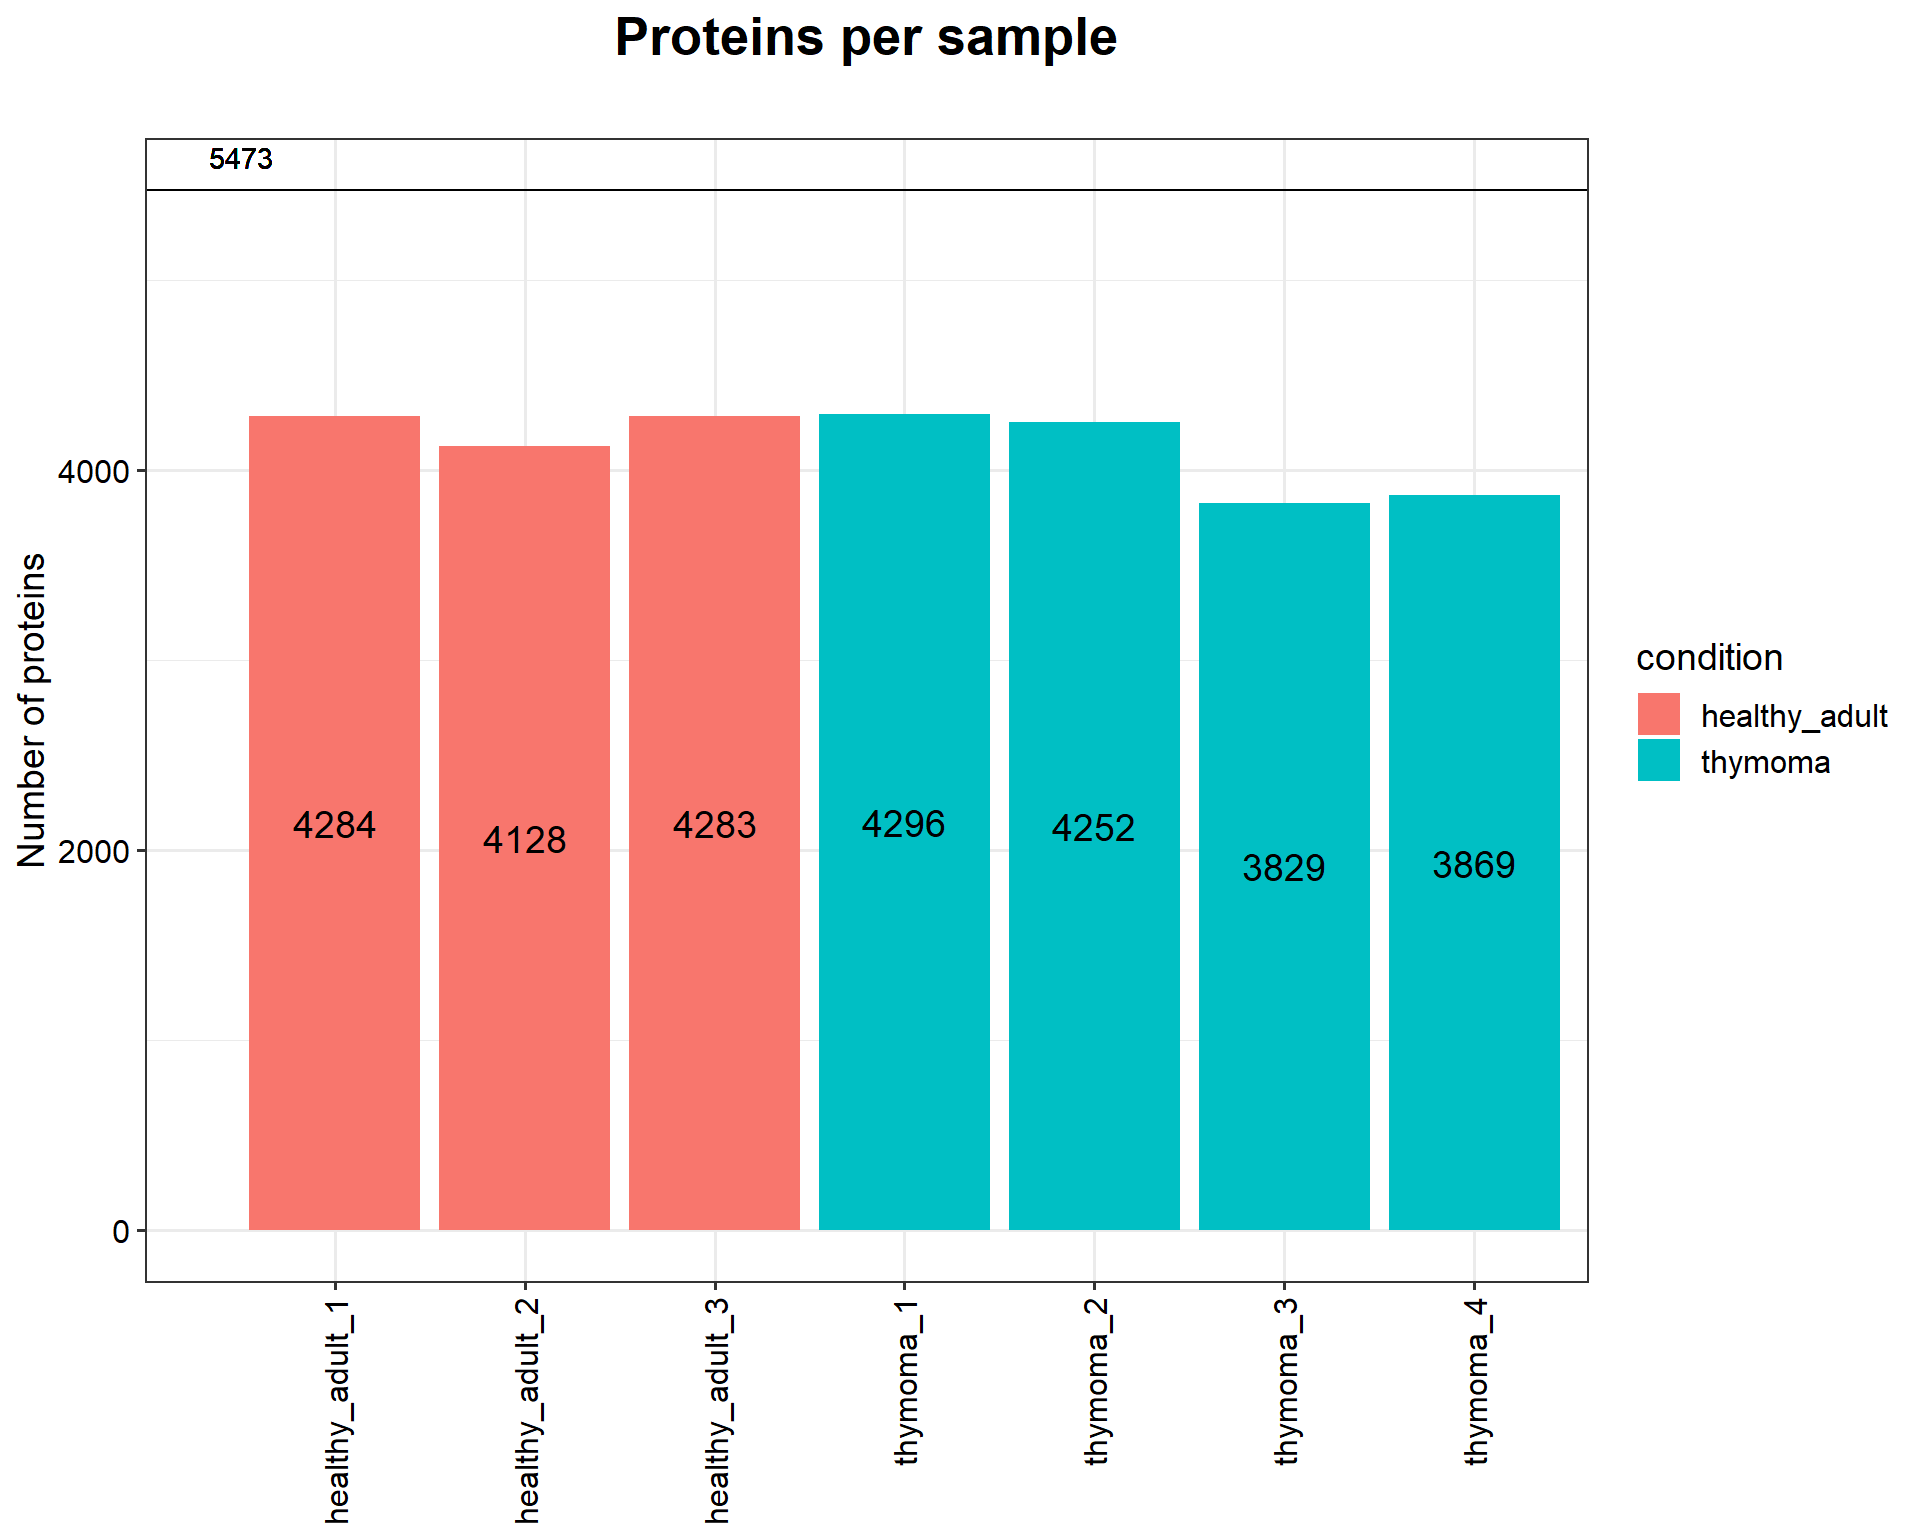 Proteins per sample
5473
Number of proteins
4000
2000
0
4284
4128
4283
4296
4252
3829
3869
healthy_adult_1
healthy_adult_2
healthy_adult_3
thymoma_1
thymoma_2
thymoma_3
thymoma_4
condition
healthy_adult
thymoma